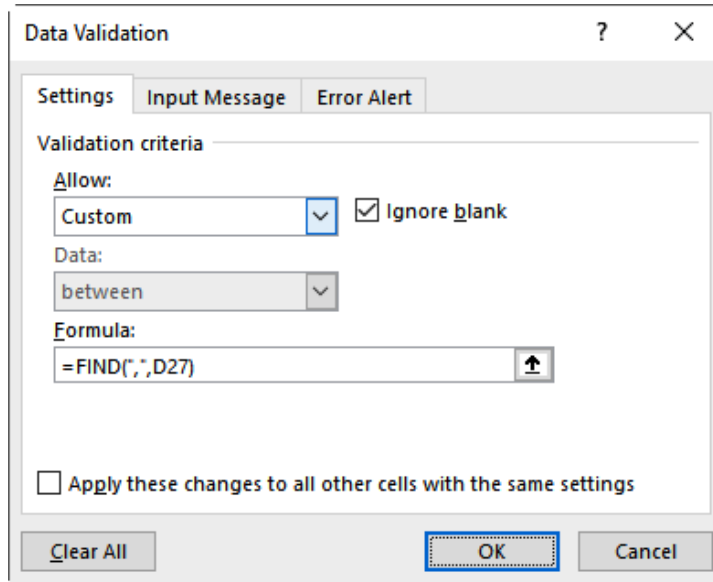 Data Validation ?
Settings Input Message Error Alert
Validation criteria
Allow:
Custom Ignore blank
Data:
between
Formula:
=FIND(",",D27)
Apply these changes to all other cells with the same settings
Clear All OK Cancel